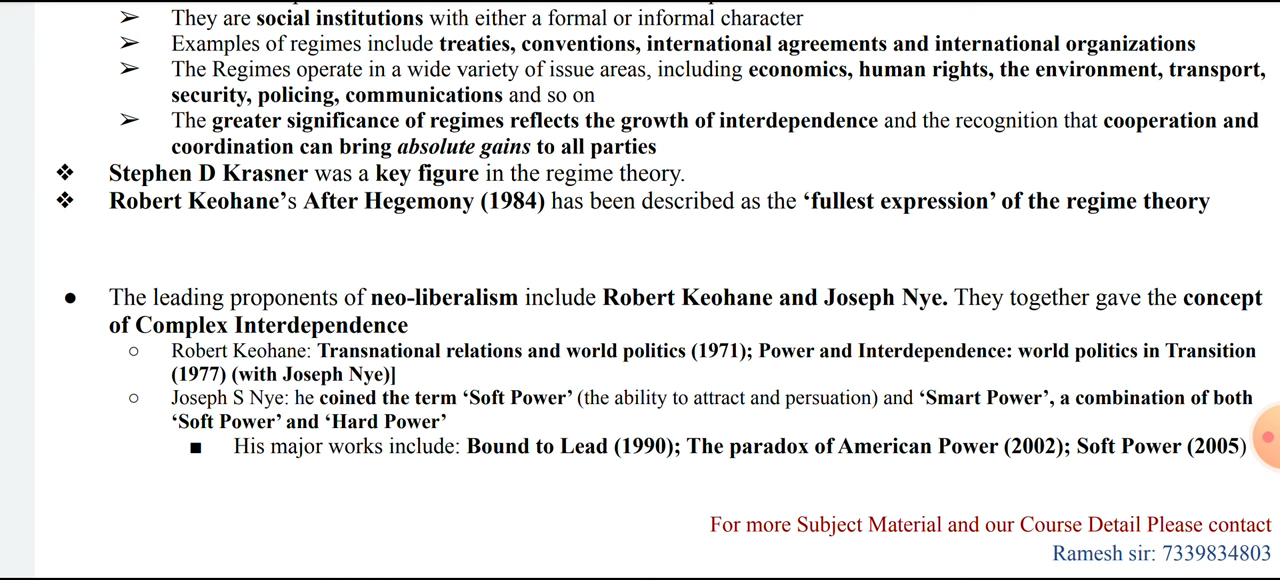 They are social institutions with either a formal or informal character
Examples of regimes include treaties, conventions, international agreements and international organizations
The Regimes operate in a wide variety of issue areas, including economics, human rights, the environment, transport,
security, policing, communications and so on
The greater significance of regimes reflects the growth of interdependence and the recognition that cooperation and
coordination can bring absolute gains to all parties
Stephen D Krasner was a key figure in the regime theory.
Robert Keohane’s After Hegemony (1984) has been described as the ‘fullest expression’ of the regime theory
The leading proponents of neo-liberalism include Robert Keohane and Joseph Nye. They together gave the concept
of Complex Interdependence
Robert Keohane: Transnational relations and world politics (1971); Power and Interdependence: world politics in Transition
(1977) (with Joseph Nye)]
Joseph S Nye: he coined the term ‘Soft Power’ (the ability to attract and persuation) and ‘Smart Power’, a combination of both
‘Soft Power’ and ‘Hard Power’
His major works include: Bound to Lead (1990); The paradox of American Power (2002); Soft Power (2005)
For more Subject Material and our Course Detail Please contact
Ramesh sir: 7339834803